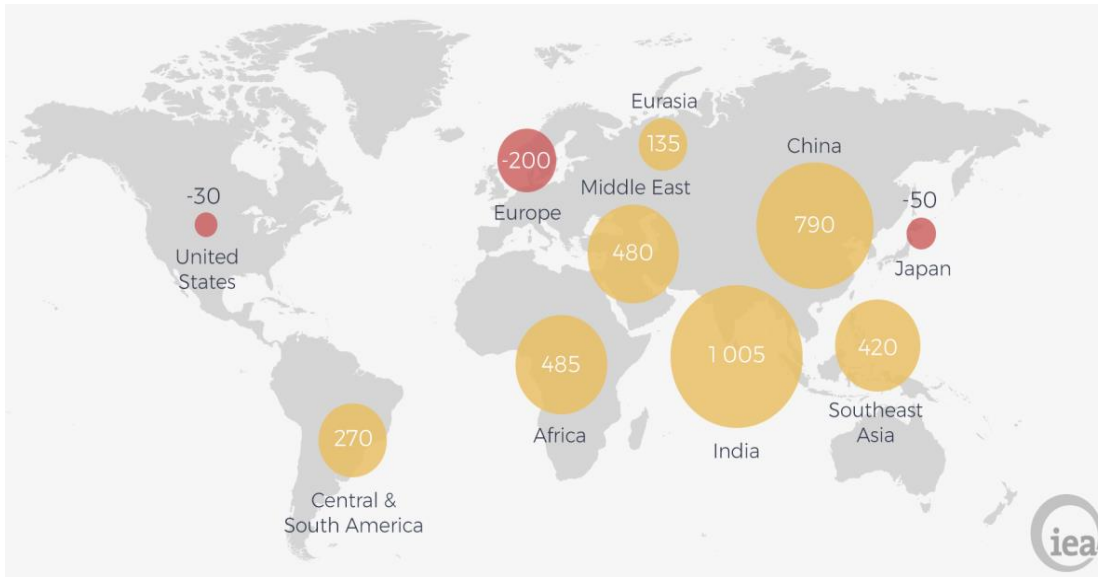 Eurasia
135
China
-200
Middle East
-30
-50
Europe
790
United
States
480
Japan
1 005
420
485
Southeast
Asia
Africa
270
India
Central &
South America
iea